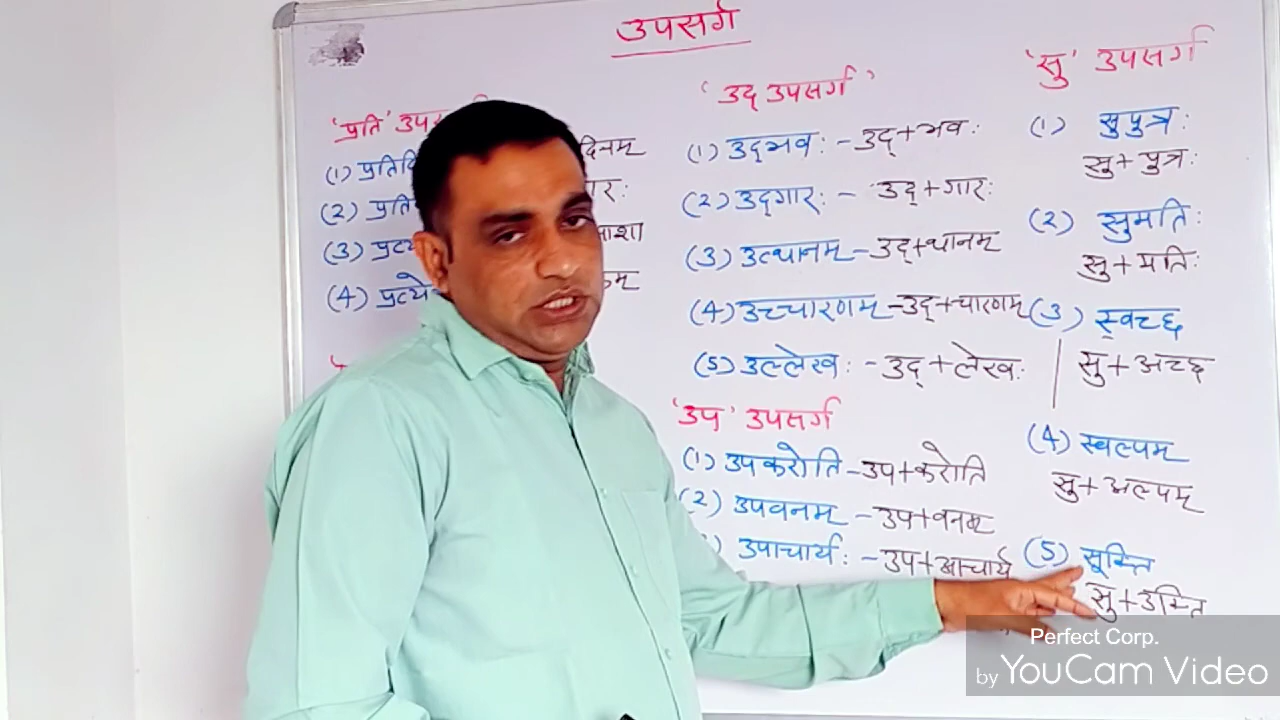 उपसर्ग
'प्रति' उप
(1) प्रति
दिनम्
(2) प्रति
रः
(3) प्रत्य
आशा
(4) प्रत्ये
कम्
'उद् उपसर्ग'
(1) उद्भवः - उद् + भवः
(2) उद्गारः - उद् + गारः
(3) उत्थानम् - उद् + थानम्
(4) उच्चारणम् - उद् + चारणम्
(5) उल्लेखः - उद् + लेखः
'उप' उपसर्ग
(1) उपकरोति - उप + करोति
(2) उपवनम् - उप + वनम्
) उपाचार्यः - उप + आचार्य
'सु' उपसर्ग
(1) सुपुत्रः
सु + पुत्रः
(2) सुमतिः
सु + मतिः
(3) स्वच्छ
सु + अच्छ
(4) स्वल्पम्
सु + अल्पम्
(5) सूक्ति
सु + उक्ति
Perfect Corp.
by YouCam Video